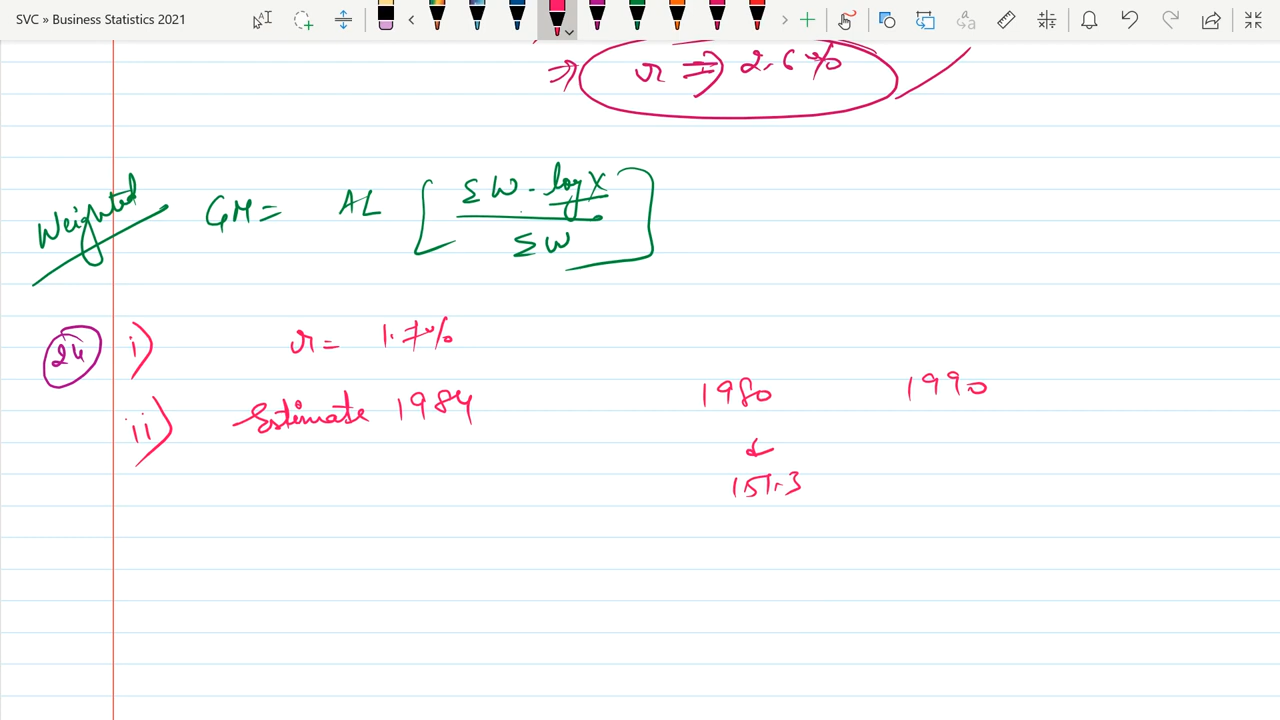 SVC » Business Statistics 2021
⇒ r ⇒ 2.6%
Weighted GM = AL [ ΣW · log X / ΣW ]
24 i) r = 1.7%
ii) Estimate 1984 1980 1990
↓
151.3